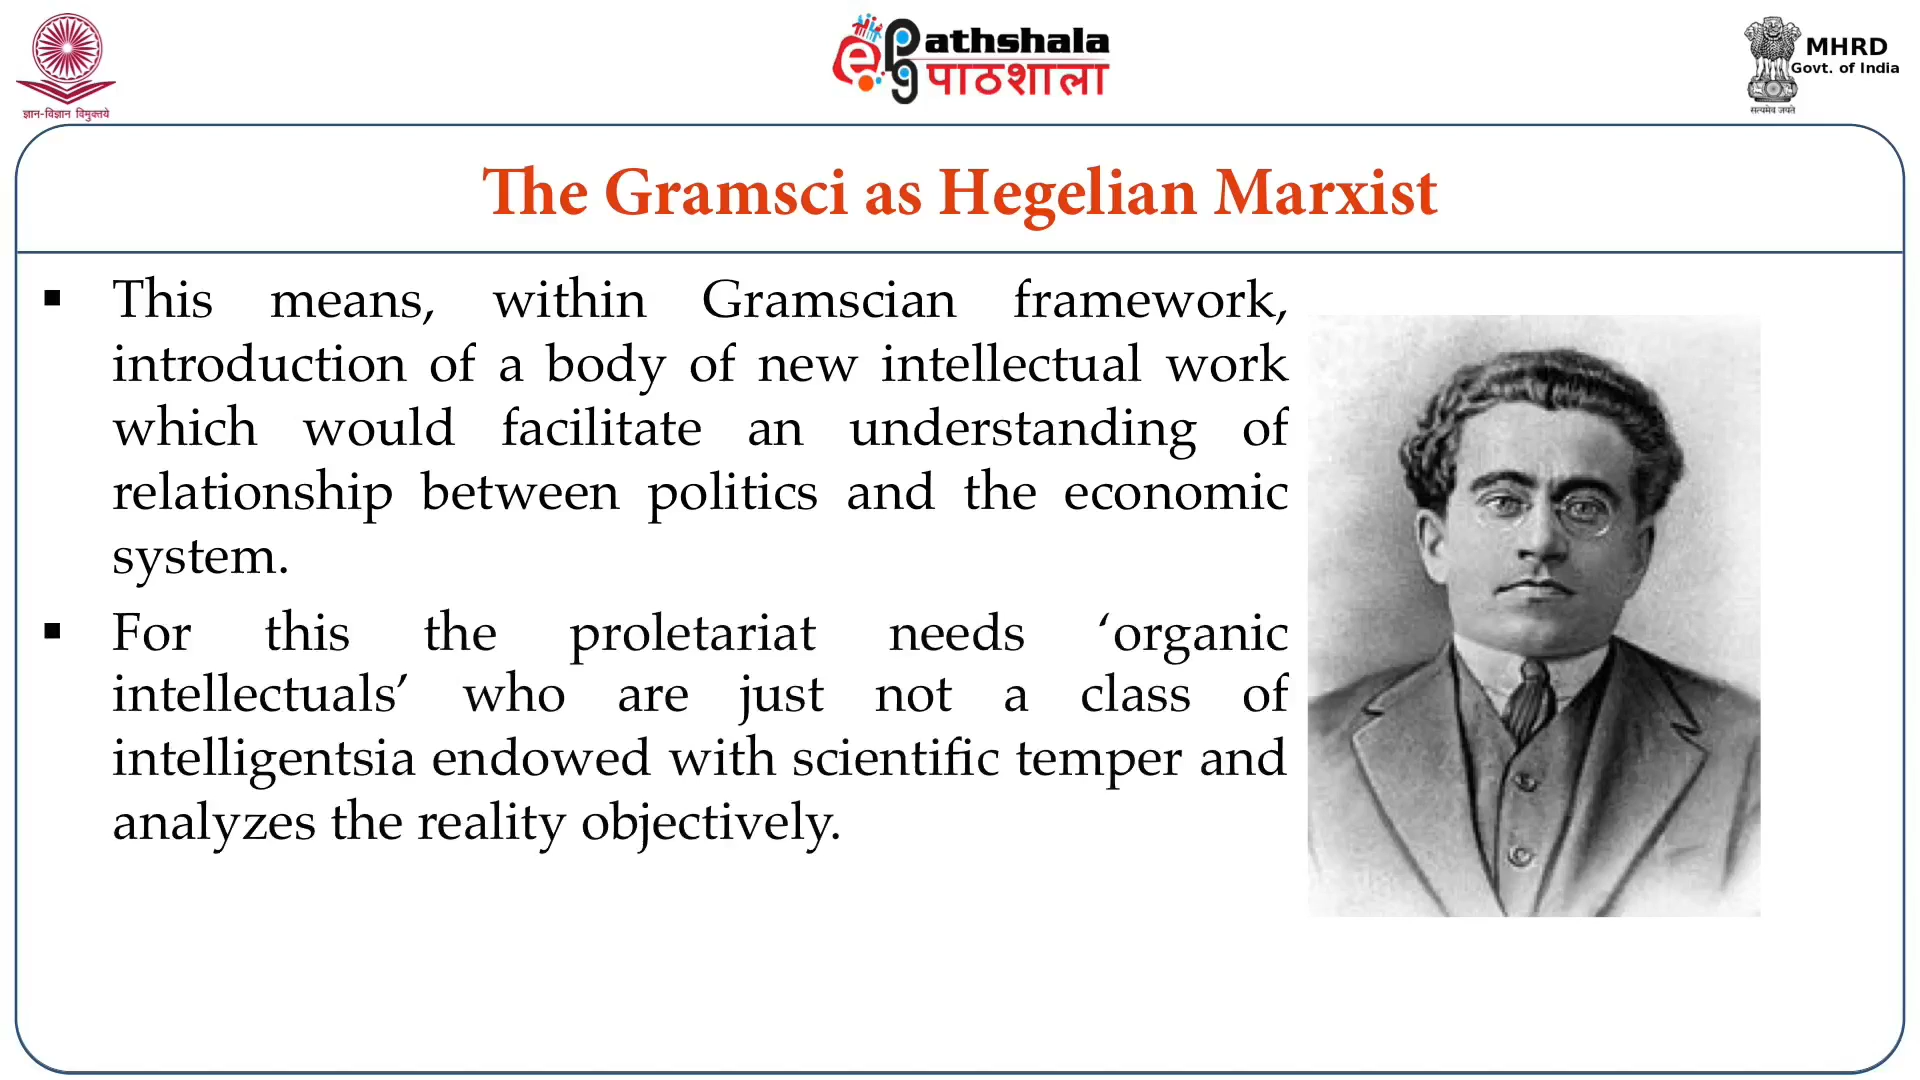 ज्ञान-विज्ञान विमुक्तये
e pg athshala
पाठशाला
MHRD
Govt. of India
सत्यमेव जयते
The Gramsci as Hegelian Marxist
▪ This means, within Gramscian framework,
introduction of a body of new intellectual work
which would facilitate an understanding of
relationship between politics and the economic
system.
▪ For this the proletariat needs ‘organic
intellectuals’ who are just not a class of
intelligentsia endowed with scientific temper and
analyzes the reality objectively.